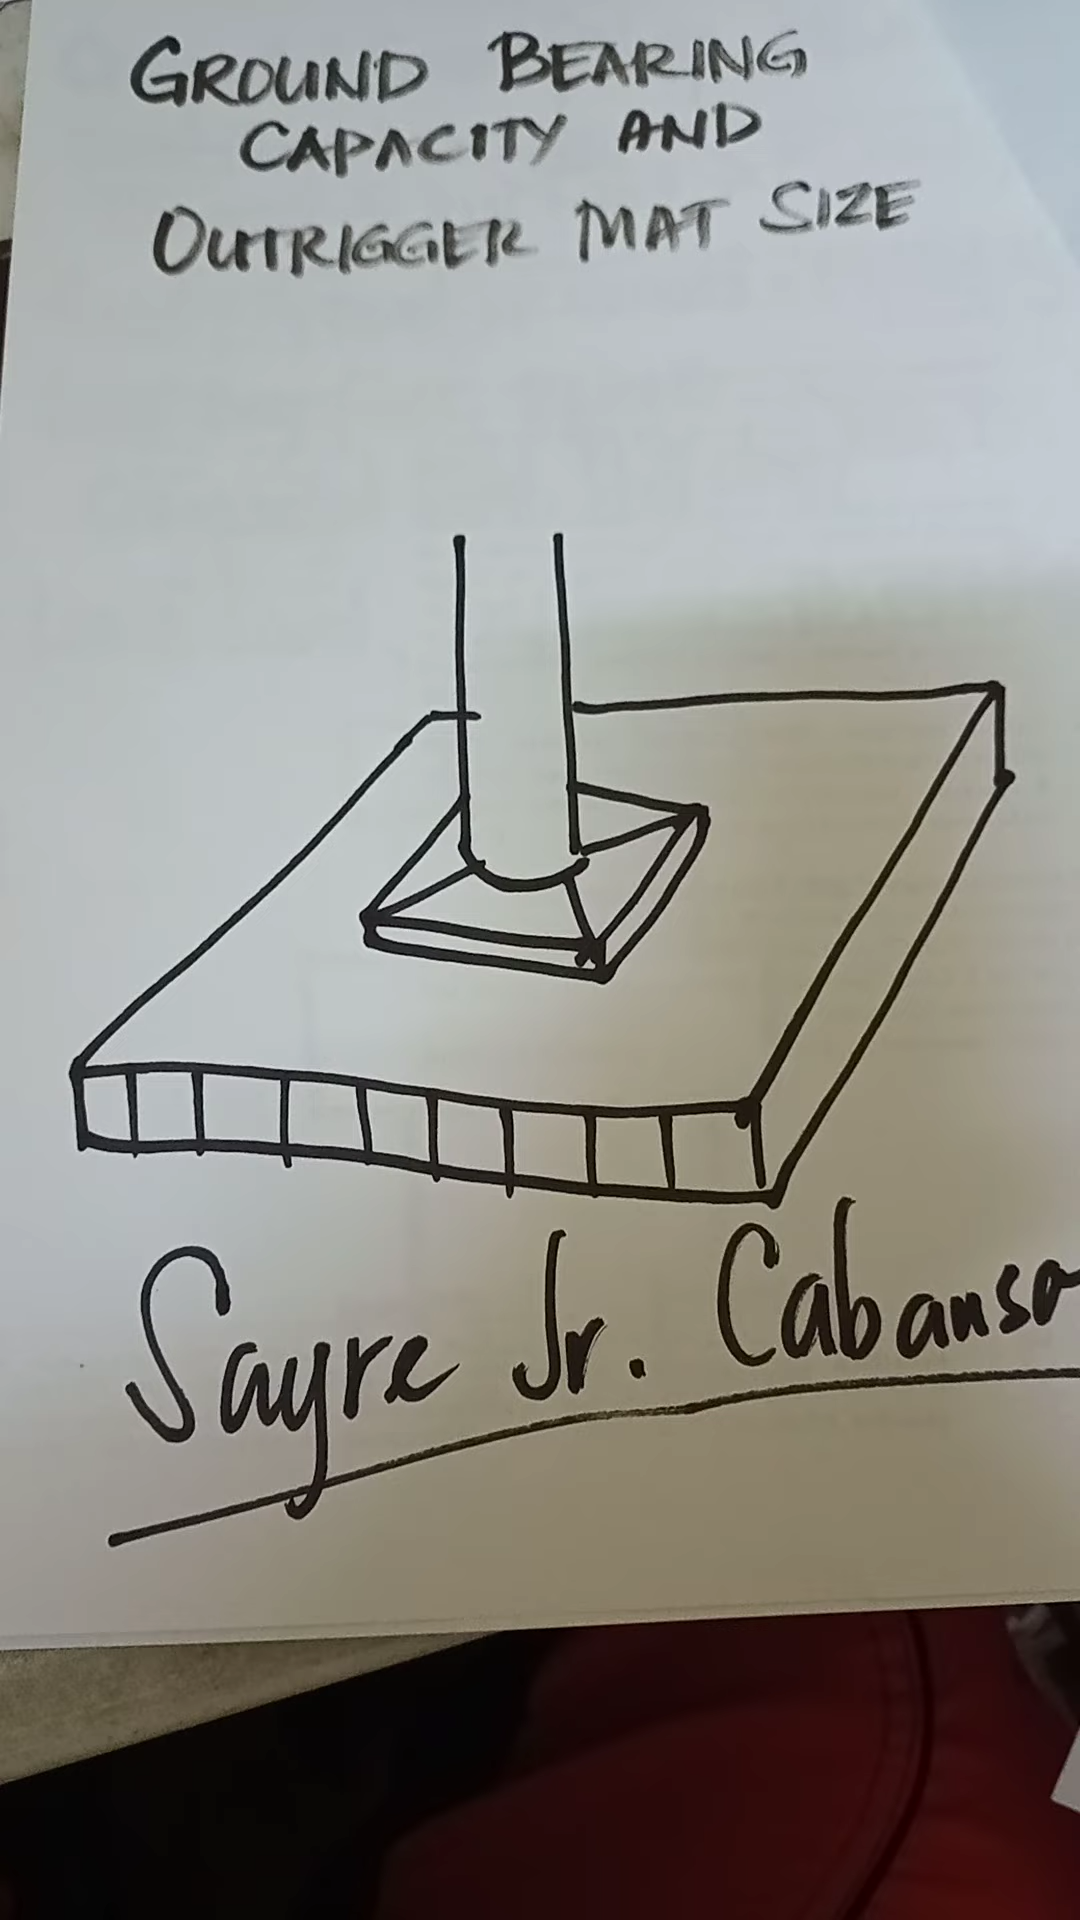 GROUND BEARING
CAPACITY AND
OUTRIGGER MAT SIZE
Sayre Jr. Cabansa